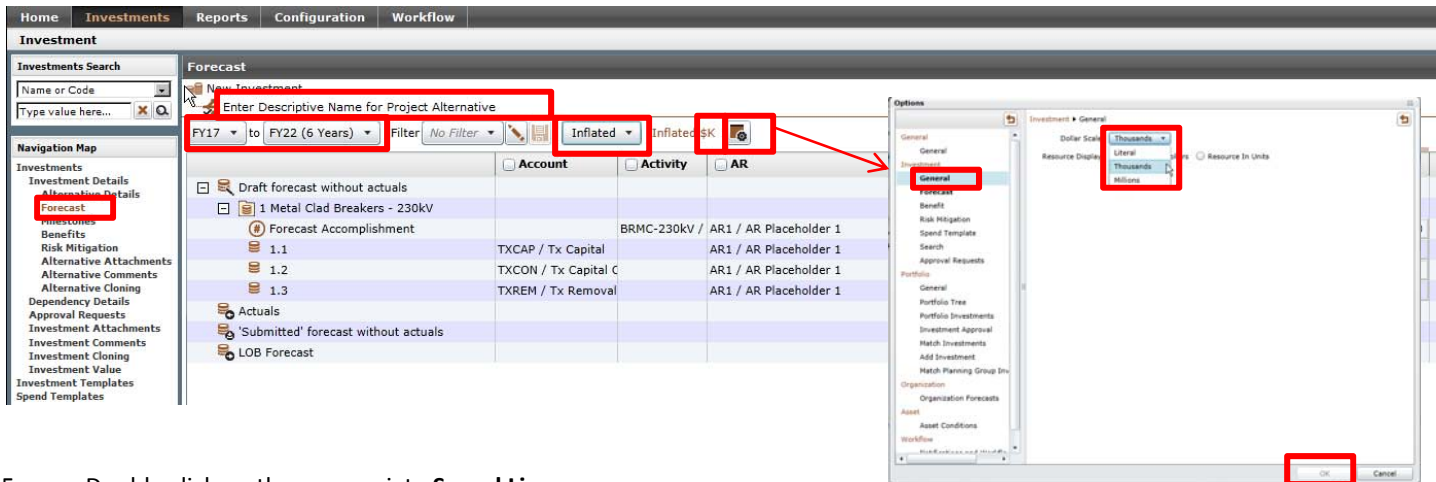 Home Investments Reports Configuration Workflow
Investment
Investments Search
Name or Code
Type value here...
Navigation Map
Investments
Investment Details
Alternative Details
Forecast
Milestones
Benefits
Risk Mitigation
Alternative Attachments
Alternative Comments
Alternative Cloning
Dependency Details
Approval Requests
Investment Attachments
Investment Comments
Investment Cloning
Investment Value
Investment Templates
Spend Templates
Forecast
New Investment
Enter Descriptive Name for Project Alternative
FY17 to FY22 (6 Years) Filter No Filter Inflated Inflated $K
Account Activity AR
Draft forecast without actuals
1 Metal Clad Breakers - 230kV
Forecast Accomplishment BRMC-230kV / AR1 / AR Placeholder 1
1.1 TXCAP / Tx Capital AR1 / AR Placeholder 1
1.2 TXCON / Tx Capital C AR1 / AR Placeholder 1
1.3 TXREM / Tx Removal AR1 / AR Placeholder 1
Actuals
'Submitted' forecast without actuals
LOB Forecast
Options
General
General
Investment
General
Forecast
Benefit
Risk Mitigation
Spend Template
Search
Approval Requests
Portfolio
General
Portfolio Tree
Portfolio Investments
Investment Approval
Match Investments
Add Investment
Match Planning Group Inv
Organization
Organization Forecasts
Asset
Asset Conditions
Workflow
Investment General
Dollar Scale Thousands
Literal
Thousands
Millions
Resource Display Resource In Units
OK Cancel